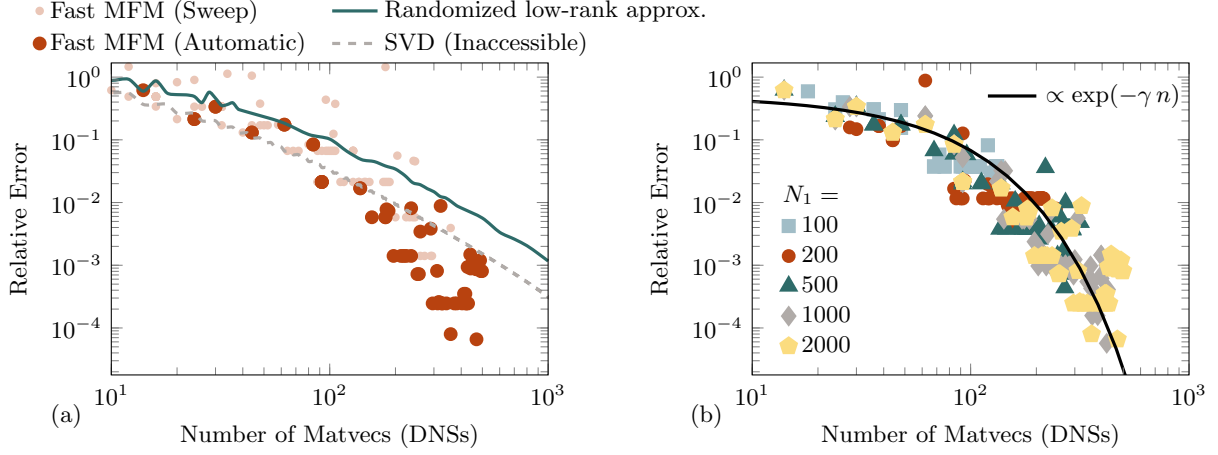 Fast MFM (Sweep)
Randomized low-rank approx.
Fast MFM (Automatic)
SVD (Inaccessible)
10^0
10^−1
10^−2
10^−3
10^−4
Relative Error
10^1
10^2
10^3
(a)
Number of Matvecs (DNSs)
10^0
10^−1
10^−2
10^−3
10^−4
Relative Error
∝ exp(−γ n)
N_1 =
100
200
500
1000
2000
10^1
10^2
10^3
(b)
Number of Matvecs (DNSs)